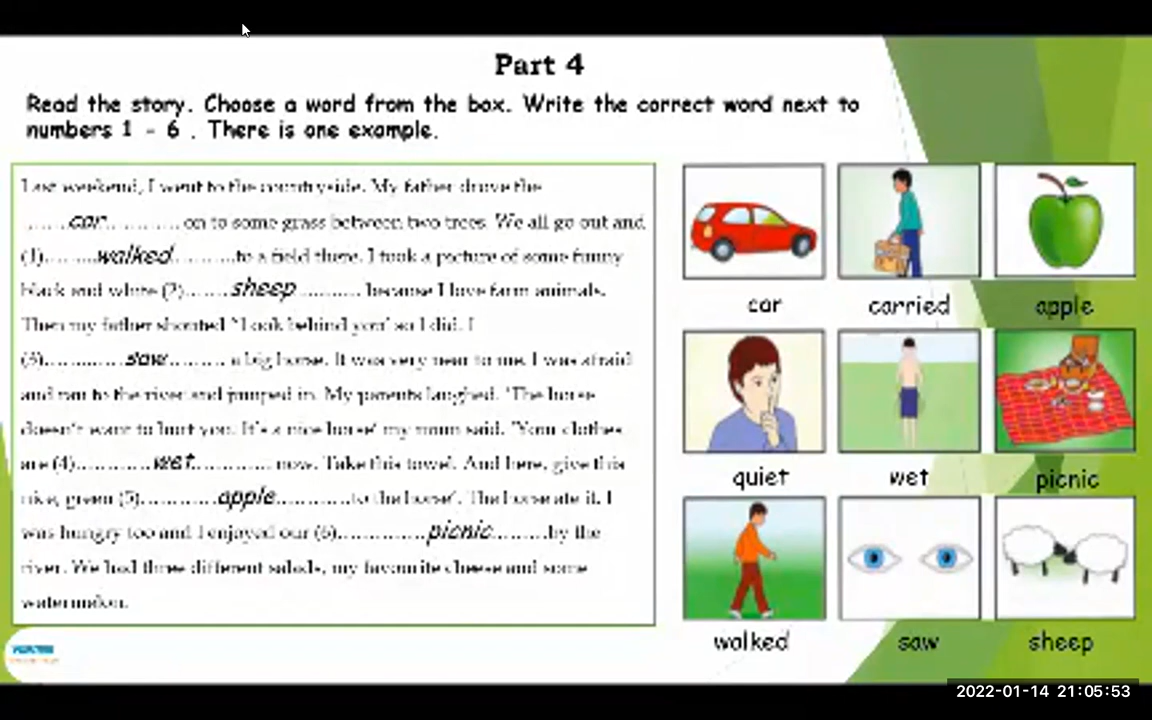 Part 4
Read the story. Choose a word from the box. Write the correct word next to
numbers 1 - 6 . There is one example.
Last weekend, I went to the countryside. My father drove the
........car.............. on to some grass between two trees. We all go out and
(1)..........walked............to a field there. I took a picture of some funny
black and white (2)........sheep............ because I love farm animals.
Then my father shouted 'Look behind you' so I did. I
(3)...............saw........... a big horse. It was very near to me. I was afraid
and ran to the river and jumped in. My parents laughed. 'The horse
doesn't want to hurt you. It's a nice horse' my mum said. 'Your clothes
are (4)...............wet............... now. Take this towel. And here, give this
nice, green (5)...............apple..............to the horse'. The horse ate it. I
was hungry too and I enjoyed our (6)................picnic.........by the
river. We had three different salads, my favourite cheese and some
watermelon.
car
carried
apple
quiet
wet
picnic
walked
saw
sheep
2022-01-14 21:05:53